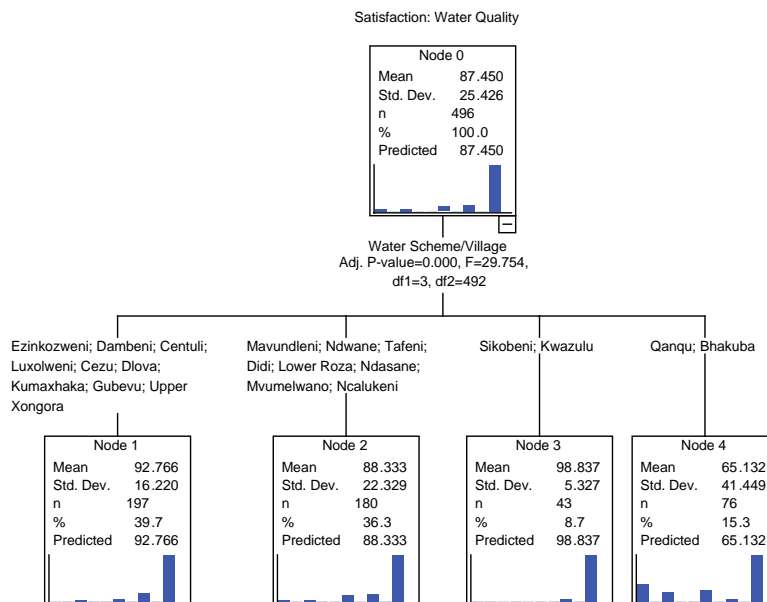 Satisfaction: Water Quality
Node 0
Mean 87.450
Std. Dev. 25.426
n 496
% 100.0
Predicted 87.450
Water Scheme/Village
Adj. P-value=0.000, F=29.754,
df1=3, df2=492
Ezinkozweni; Dambeni; Centuli;
Luxolweni; Cezu; Dlova;
Kumaxhaka; Gubevu; Upper
Xongora
Mavundleni; Ndwane; Tafeni;
Didi; Lower Roza; Ndasane;
Mvumelwano; Ncalukeni
Sikobeni; Kwazulu
Qanqu; Bhakuba
Node 1
Mean 92.766
Std. Dev. 16.220
n 197
% 39.7
Predicted 92.766
Node 2
Mean 88.333
Std. Dev. 22.329
n 180
% 36.3
Predicted 88.333
Node 3
Mean 98.837
Std. Dev. 5.327
n 43
% 8.7
Predicted 98.837
Node 4
Mean 65.132
Std. Dev. 41.449
n 76
% 15.3
Predicted 65.132